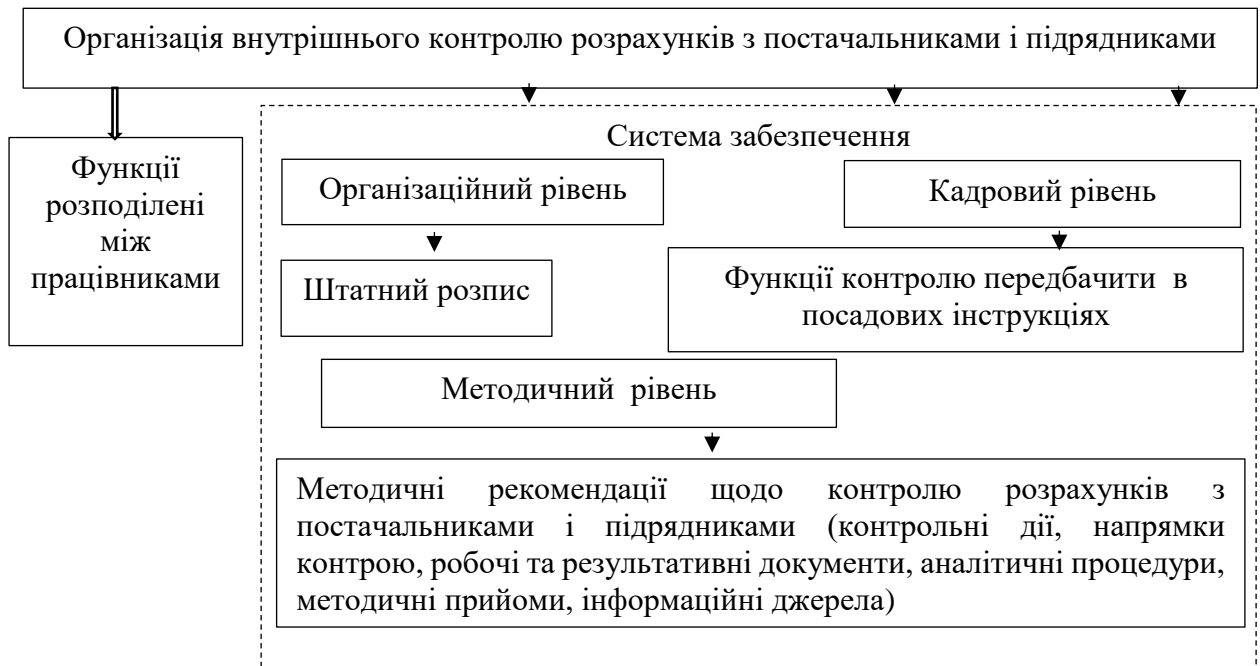 Організація внутрішнього контролю розрахунків з постачальниками і підрядниками
Функції
розподілені
між
працівниками
Система забезпечення
Організаційний рівень
Кадровий рівень
Штатний розпис
Функції контролю передбачити в
посадових інструкціях
Методичний рівень
Методичні рекомендації щодо контролю розрахунків з
постачальниками і підрядниками (контрольні дії, напрямки
контрою, робочі та результативні документи, аналітичні процедури,
методичні прийоми, інформаційні джерела)